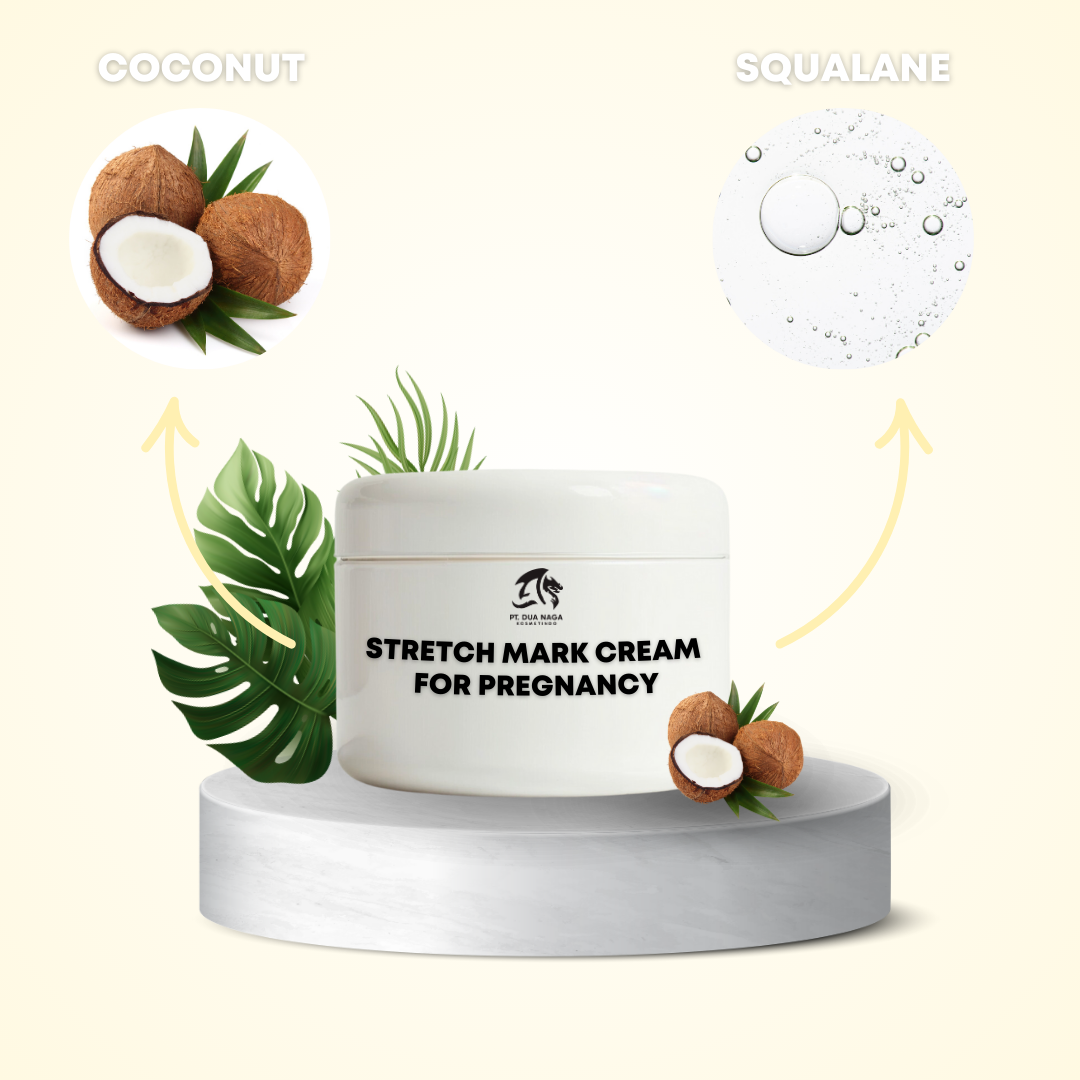 COCONUT
SQUALANE
PT. DUA NAGA
KOSMETINDO
STRETCH MARK CREAM
FOR PREGNANCY